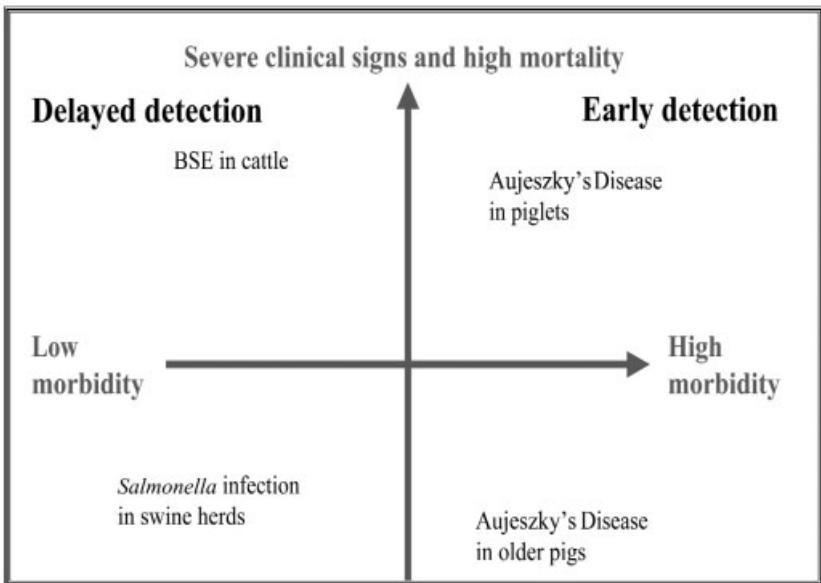 Severe clinical signs and high mortality
Delayed detection
Early detection
BSE in cattle
Aujeszky’s Disease
in piglets
Low
morbidity
High
morbidity
Salmonella infection
in swine herds
Aujeszky’s Disease
in older pigs